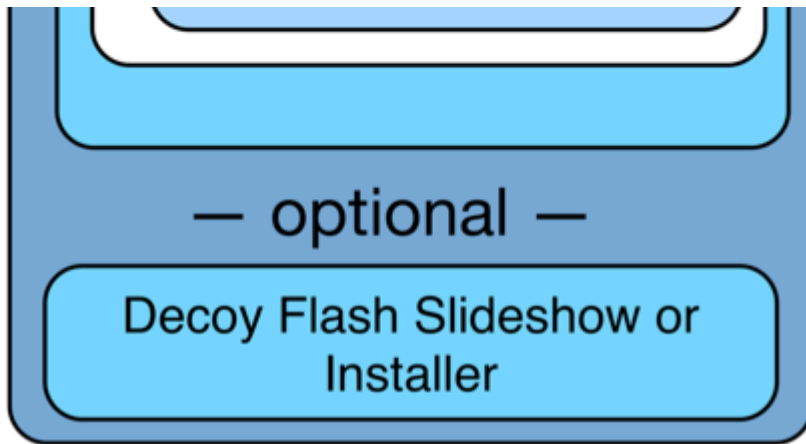 — optional —
Decoy Flash Slideshow or
Installer